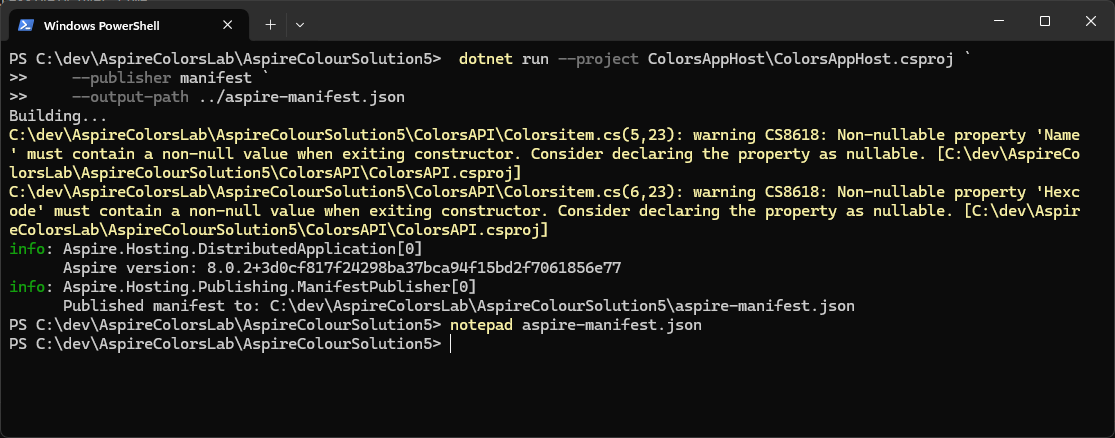 Windows PowerShell
PS C:\dev\AspireColorsLab\AspireColourSolution5>  dotnet run --project ColorsAppHost\ColorsAppHost.csproj `
>>     --publisher manifest `
>>     --output-path ../aspire-manifest.json
Building...
C:\dev\AspireColorsLab\AspireColourSolution5\ColorsAPI\Colorsitem.cs(5,23): warning CS8618: Non-nullable property 'Name
' must contain a non-null value when exiting constructor. Consider declaring the property as nullable. [C:\dev\AspireCo
lorsLab\AspireColourSolution5\ColorsAPI\ColorsAPI.csproj]
C:\dev\AspireColorsLab\AspireColourSolution5\ColorsAPI\Colorsitem.cs(6,23): warning CS8618: Non-nullable property 'Hexc
ode' must contain a non-null value when exiting constructor. Consider declaring the property as nullable. [C:\dev\Aspir
eColorsLab\AspireColourSolution5\ColorsAPI\ColorsAPI.csproj]
info: Aspire.Hosting.DistributedApplication[0]
      Aspire version: 8.0.2+3d0cf817f24298ba37bca94f15bd2f7061856e77
info: Aspire.Hosting.Publishing.ManifestPublisher[0]
      Published manifest to: C:\dev\AspireColorsLab\AspireColourSolution5\aspire-manifest.json
PS C:\dev\AspireColorsLab\AspireColourSolution5> notepad aspire-manifest.json
PS C:\dev\AspireColorsLab\AspireColourSolution5>